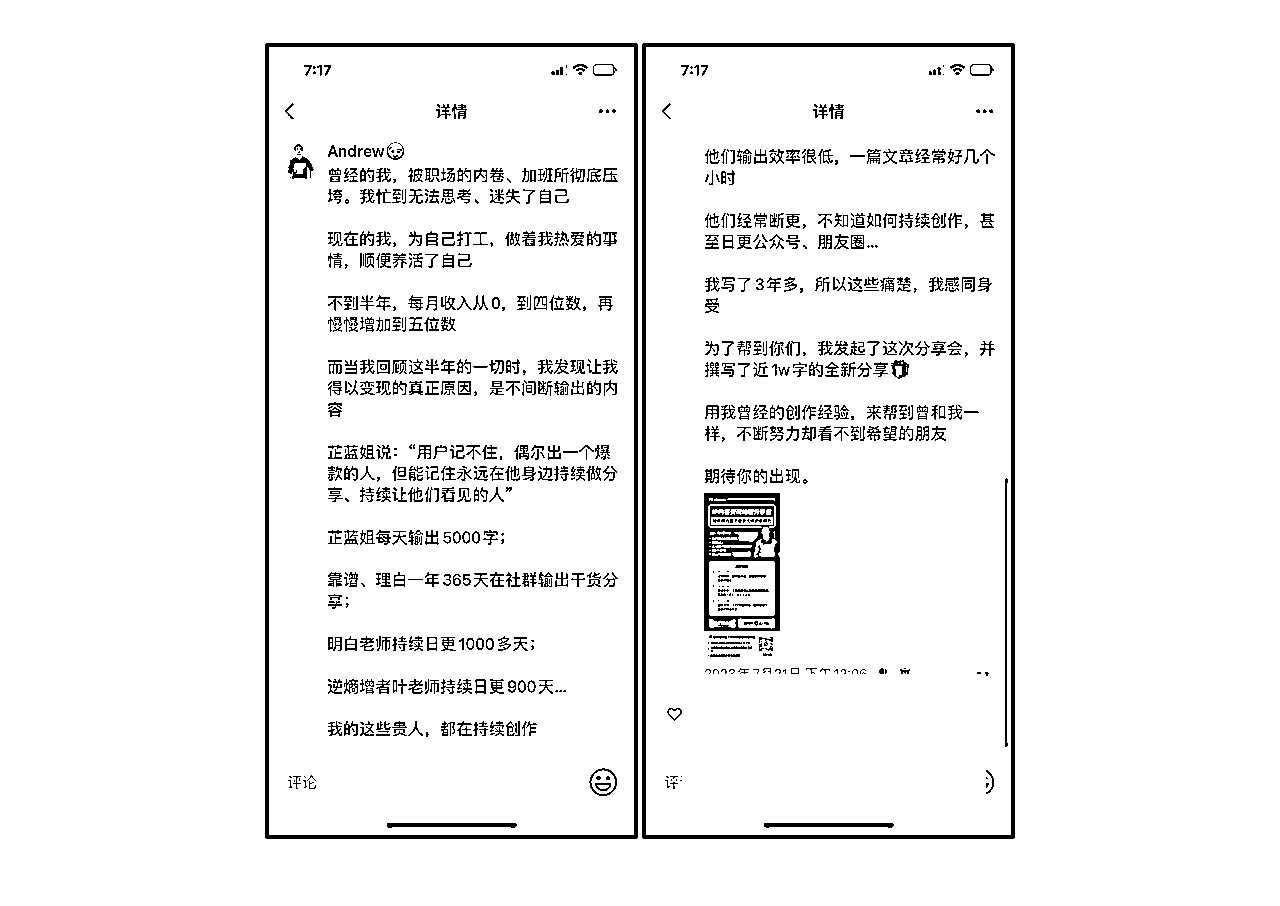 7:17
详情
Andrew
曾经的我，被职场的内卷、加班所彻底压
垮。我忙到无法思考、迷失了自己
现在的我，为自己打工，做着我热爱的事
情，顺便养活了自己
不到半年，每月收入从0，到四位数，再
慢慢增加到五位数
而当我回顾这半年的一切时，我发现让我
得以变现的真正原因，是不间断输出的内
容
芷蓝姐说：“用户记不住，偶尔出一个爆
款的人，但能记住永远在他身边持续做分
享、持续让他们看见的人”
芷蓝姐每天输出5000字；
靠谱、理白一年365天在社群输出干货分
享；
明白老师持续日更1000多天；
逆熵增者叶老师持续日更900天...
我的这些贵人，都在持续创作
评论
7:17
详情
他们输出效率很低，一篇文章经常好几个
小时
他们经常断更，不知道如何持续创作，甚
至日更公众号、朋友圈...
我写了3年多，所以这些痛楚，我感同身
受
为了帮到你们，我发起了这次分享会，并
撰写了近1w字的全新分享
用我曾经的创作经验，来帮到曾和我一
样，不断努力却看不到希望的朋友
期待你的出现。
2023年7月21日 下午12:06
评